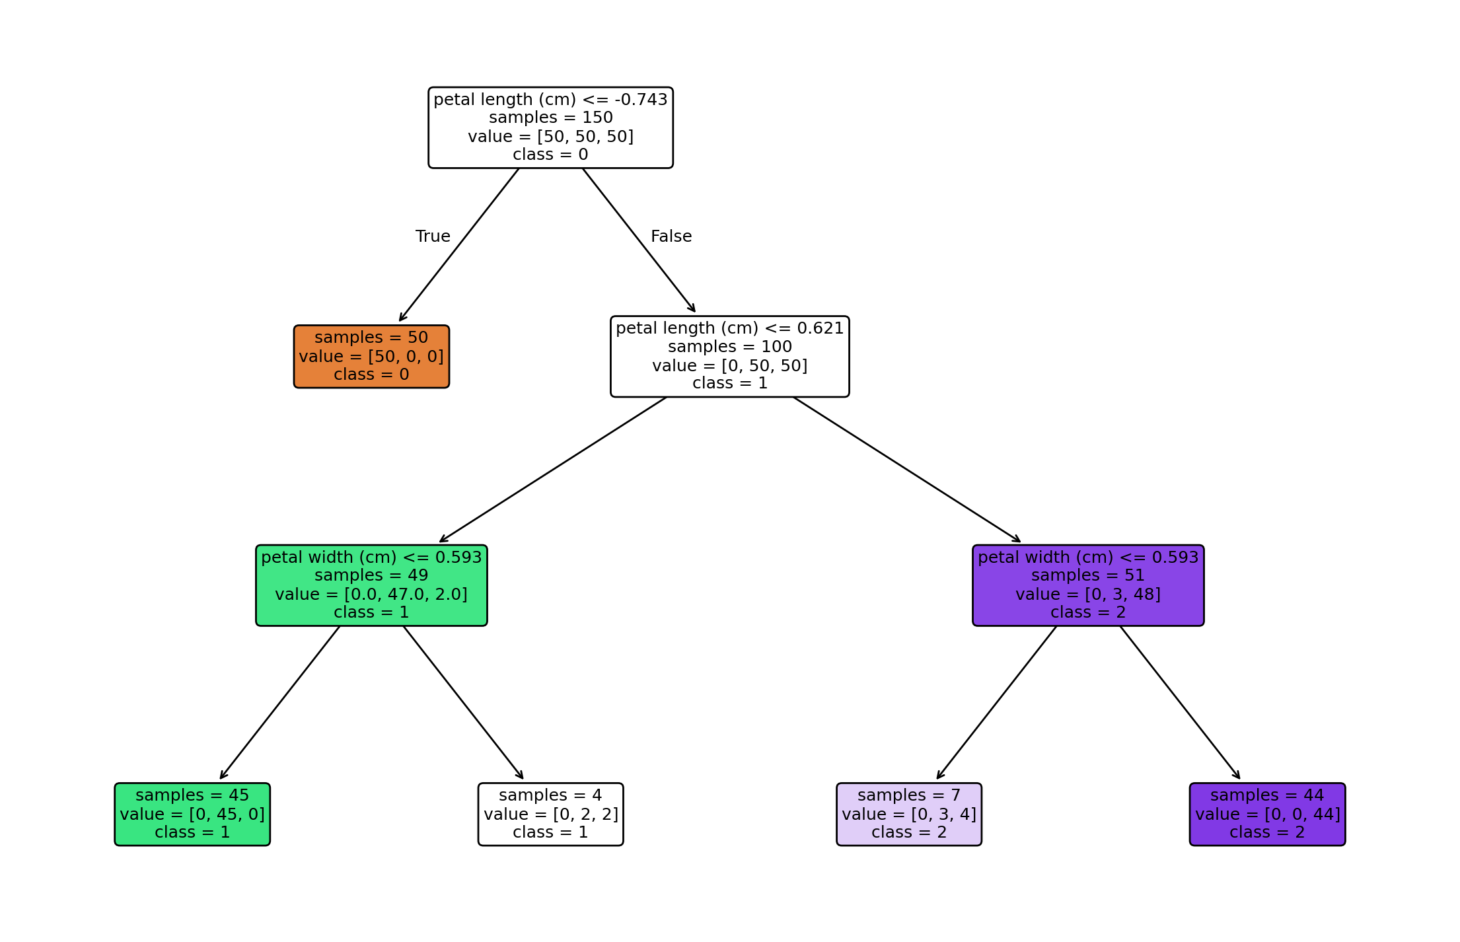 petal length (cm) <= -0.743
samples = 150
value = [50, 50, 50]
class = 0
True
False
samples = 50
value = [50, 0, 0]
class = 0
petal length (cm) <= 0.621
samples = 100
value = [0, 50, 50]
class = 1
petal width (cm) <= 0.593
samples = 49
value = [0.0, 47.0, 2.0]
class = 1
petal width (cm) <= 0.593
samples = 51
value = [0, 3, 48]
class = 2
samples = 45
value = [0, 45, 0]
class = 1
samples = 4
value = [0, 2, 2]
class = 1
samples = 7
value = [0, 3, 4]
class = 2
samples = 44
value = [0, 0, 44]
class = 2